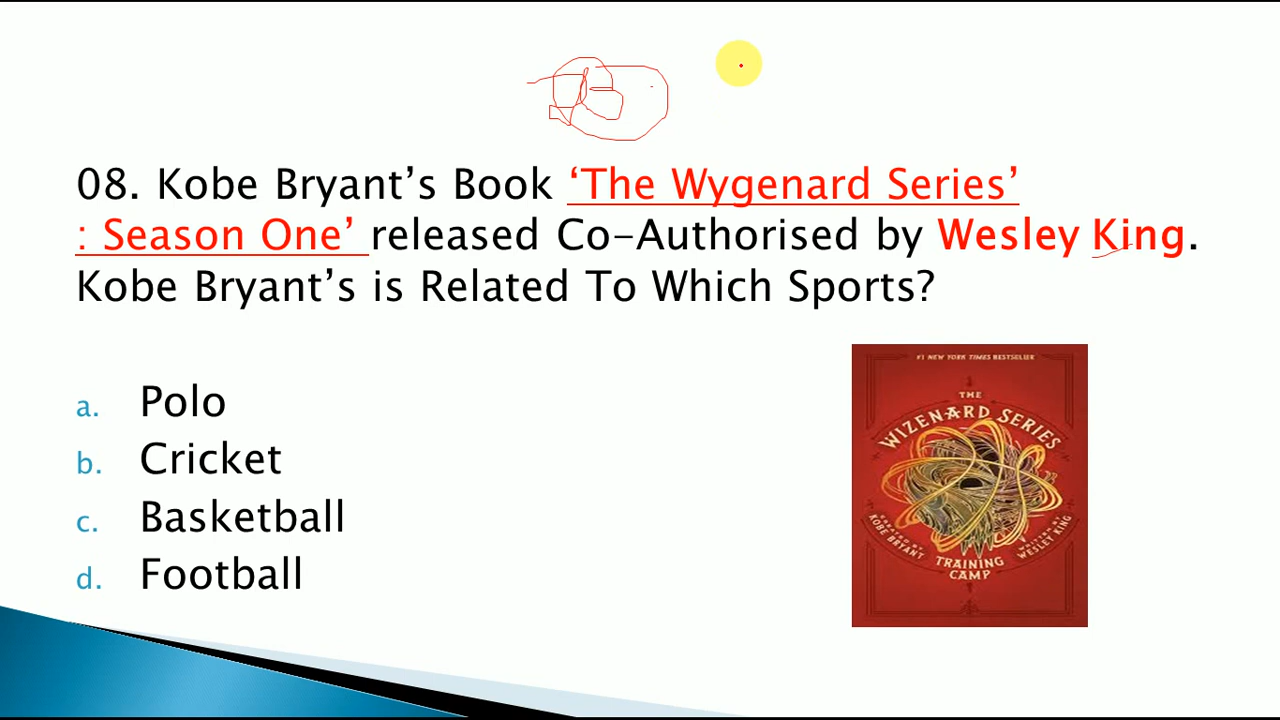 08. Kobe Bryant’s Book ‘The Wygenard Series’
: Season One’ released Co-Authorised by Wesley King.
Kobe Bryant’s is Related To Which Sports?
a. Polo
b. Cricket
c. Basketball
d. Football
#1 NEW YORK TIMES BESTSELLER
THE
WIZENARD SERIES
CREATED BY
KOBE BRYANT
WRITTEN BY
WESLEY KING
TRAINING
CAMP